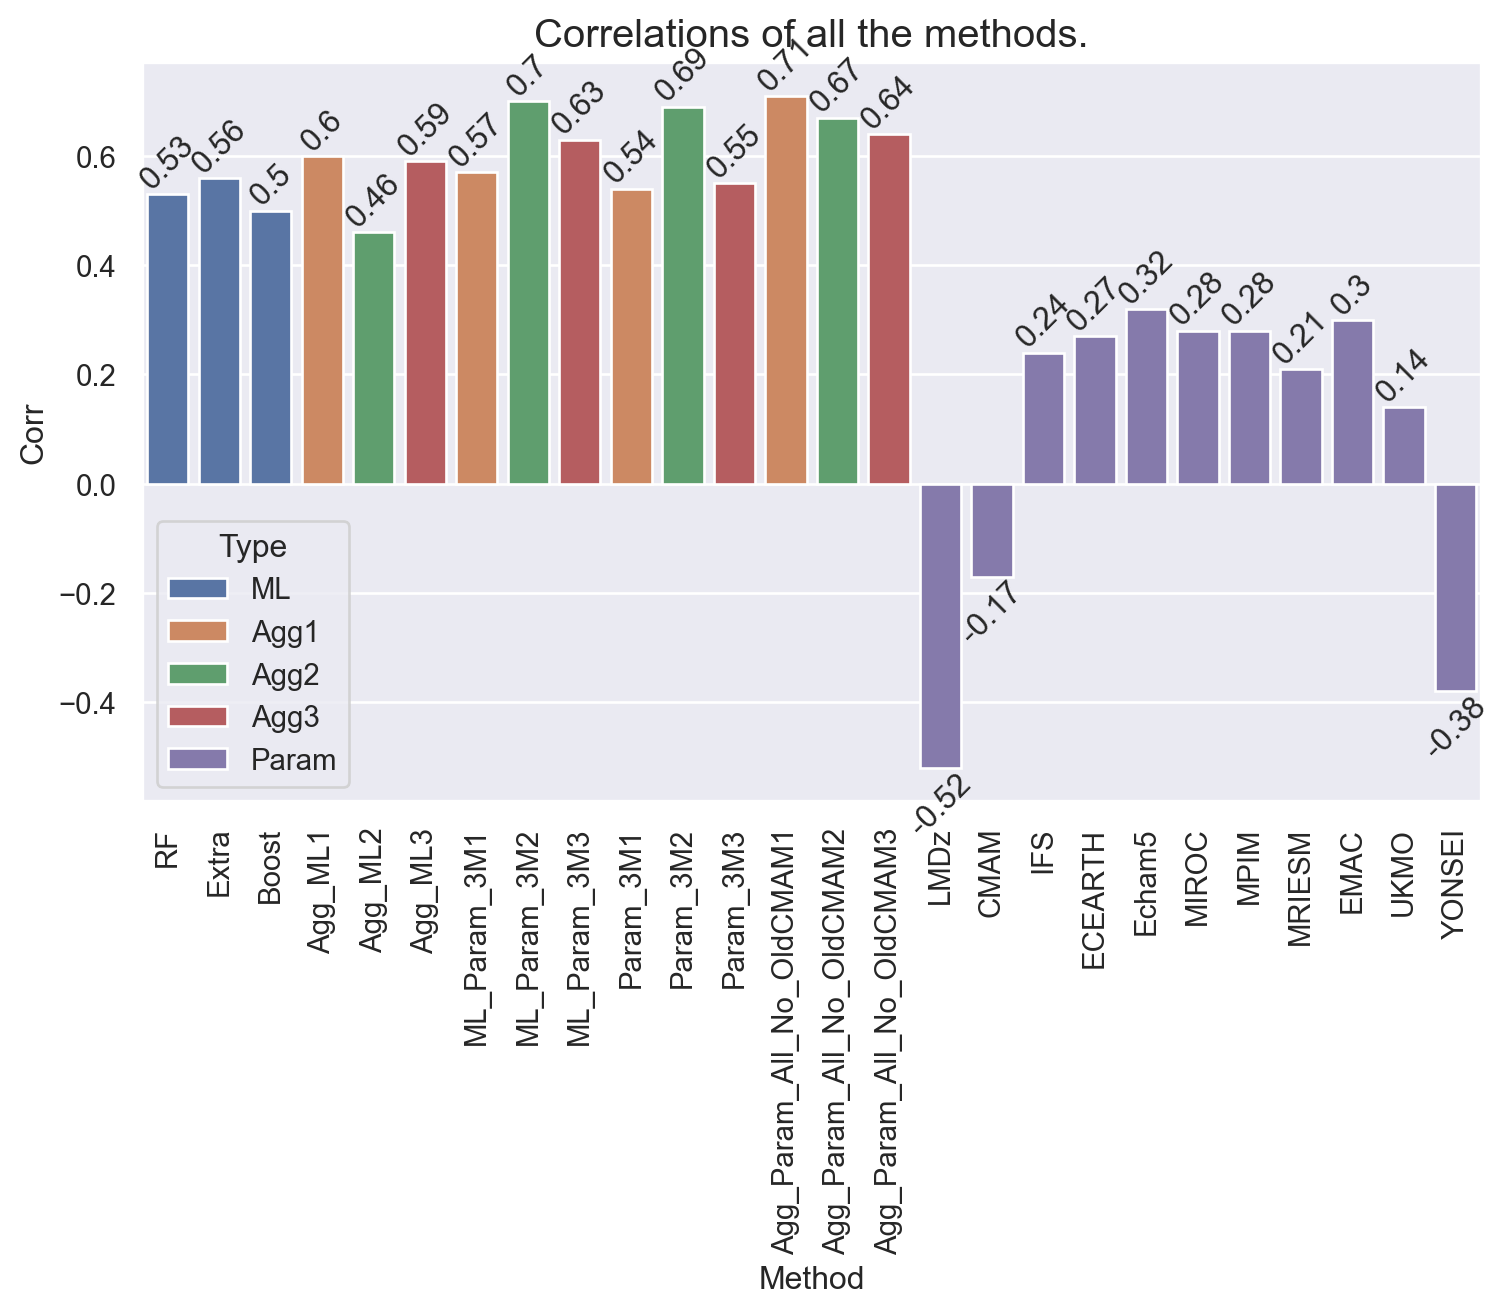 Correlations of all the methods.
0.53
0.56
0.5
0.6
0.46
0.59
0.57
0.7
0.63
0.54
0.69
0.55
0.71
0.67
0.64
-0.52
-0.17
0.24
0.27
0.32
0.28
0.28
0.21
0.3
0.14
-0.38
Corr
0.6
0.4
0.2
0.0
−0.2
−0.4
Type
ML
Agg1
Agg2
Agg3
Param
RF
Extra
Boost
Agg_ML1
Agg_ML2
Agg_ML3
ML_Param_3M1
ML_Param_3M2
ML_Param_3M3
Param_3M1
Param_3M2
Param_3M3
Agg_Param_All_No_OldCMAM1
Agg_Param_All_No_OldCMAM2
Agg_Param_All_No_OldCMAM3
LMDz
CMAM
IFS
ECEARTH
Echam5
MIROC
MPIM
MRIESM
EMAC
UKMO
YONSEI
Method